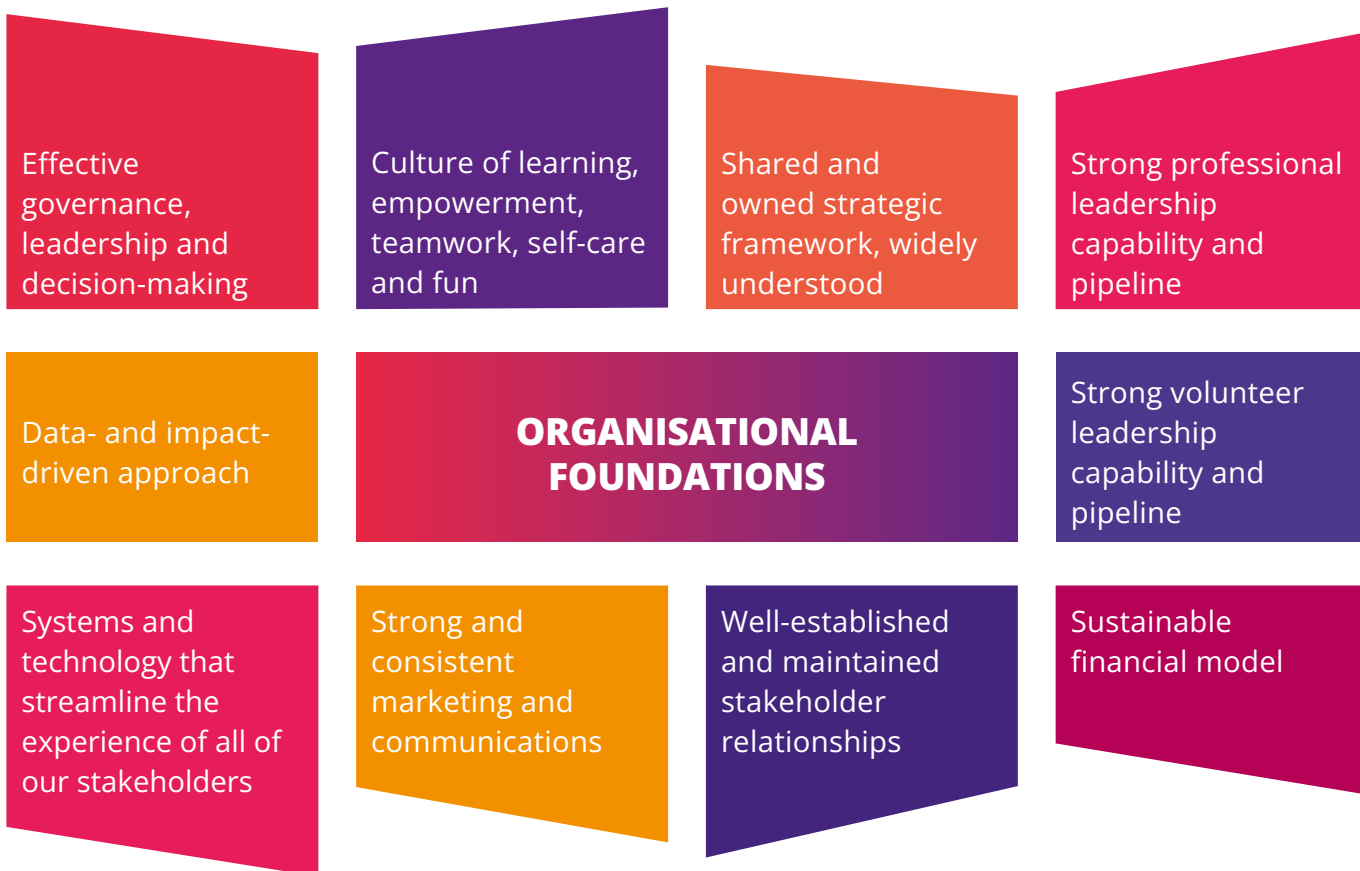 Effective
governance,
leadership and
decision-making
Culture of learning,
empowerment,
teamwork, self-care
and fun
Shared and
owned strategic
framework, widely
understood
Strong professional
leadership
capability and
pipeline
Data- and impact-
driven approach
ORGANISATIONAL
FOUNDATIONS
Strong volunteer
leadership
capability and
pipeline
Systems and
technology that
streamline the
experience of all of
our stakeholders
Strong and
consistent
marketing and
communications
Well-established
and maintained
stakeholder
relationships
Sustainable
financial model